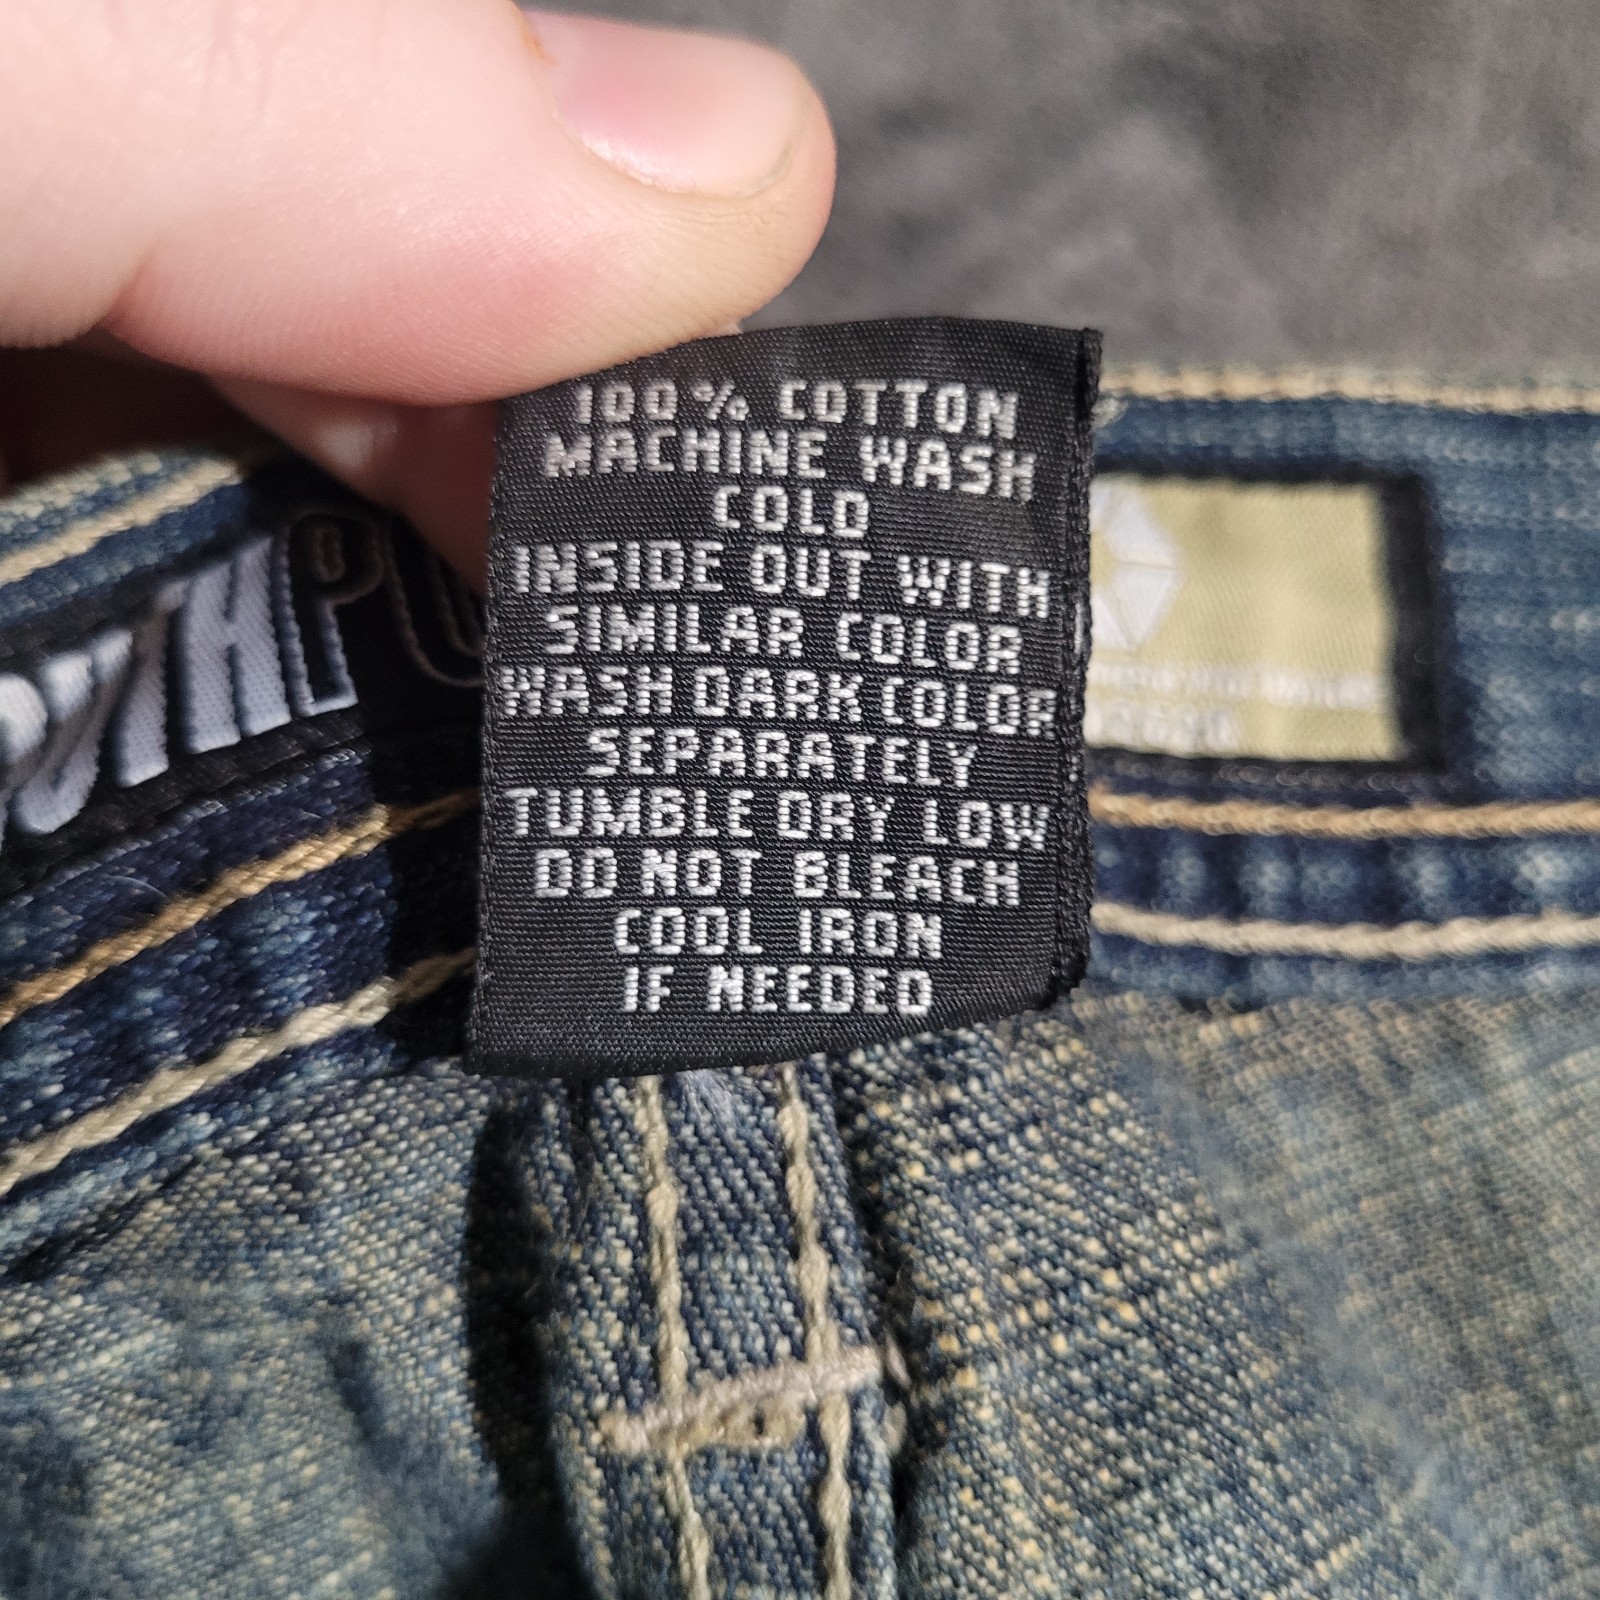 100% COTTON
MACHINE WASH
COLD
INSIDE OUT WITH
SIMILAR COLOR
WASH DARK COLOR
SEPARATELY
TUMBLE DRY LOW
DO NOT BLEACH
COOL IRON
IF NEEDED